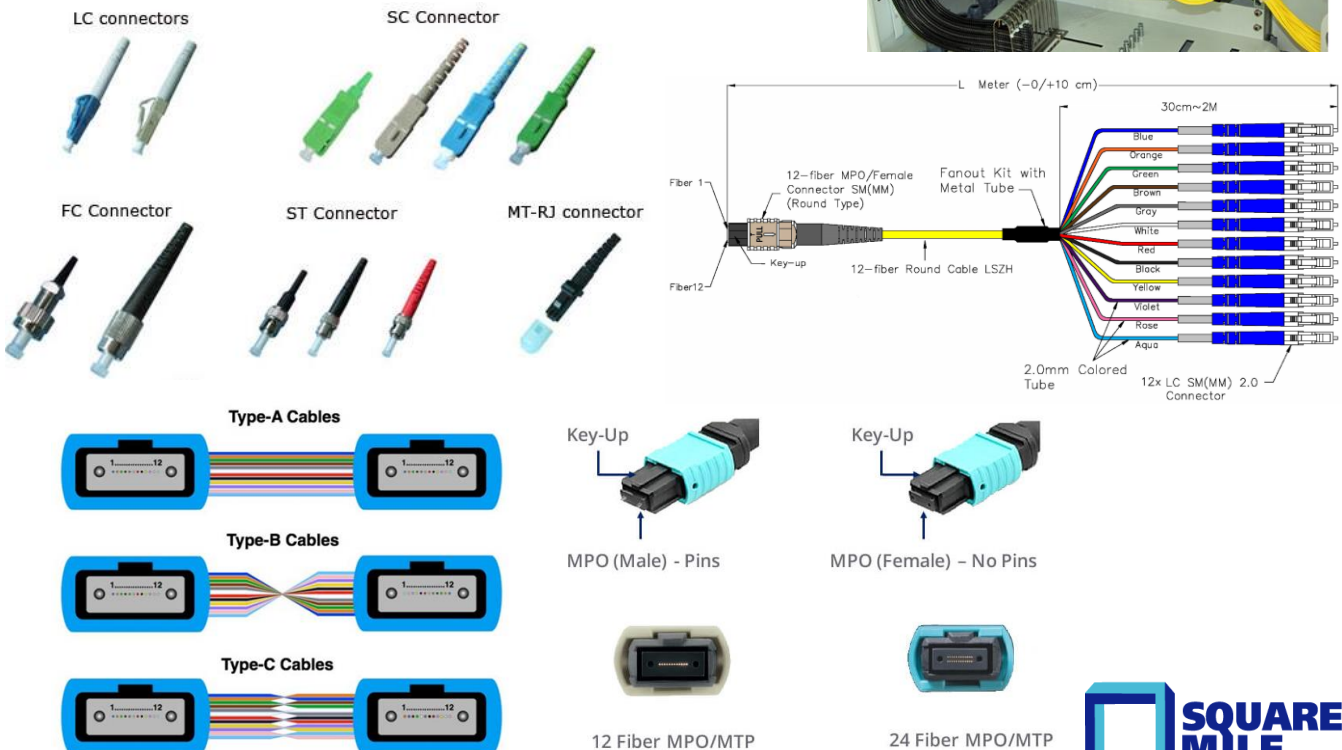 LC connectors
SC Connector
FC Connector
ST Connector
MT-RJ connector
L Meter (-0/+10 cm)
30cm~2M
Fiber 1
12-fiber MPO/Female
Connector SM(MM)
(Round Type)
Fanout Kit with
Metal Tube
PULL
Key-up
Fiber12
12-fiber Round Cable LSZH
Blue
Orange
Green
Brown
Gray
White
Red
Black
Yellow
Violet
Rose
Aqua
2.0mm Colored
Tube
12x LC SM(MM) 2.0
Connector
Type-A Cables
1.................12
1.................12
Type-B Cables
1.................12
1.................12
Type-C Cables
1.................12
1.................12
Key-Up
MPO (Male) - Pins
Key-Up
MPO (Female) – No Pins
12 Fiber MPO/MTP
24 Fiber MPO/MTP
SQUARE
MILE